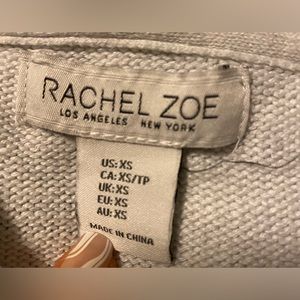 RACHEL ZOE
LOS ANGELES NEW YORK
US: XS
CA: XS/TP
UK: XS
EU: XS
AU: XS
MADE IN CHINA